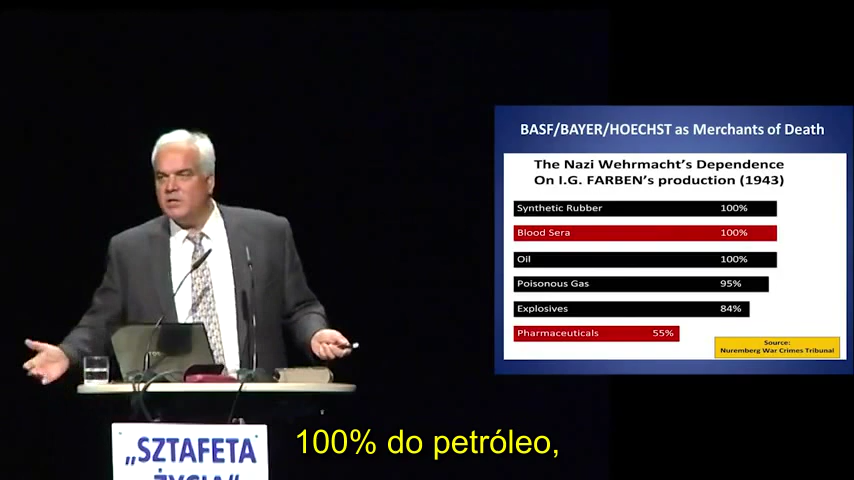 BASF/BAYER/HOECHST as Merchants of Death
The Nazi Wehrmacht's Dependence
On I.G. FARBEN's production (1943)
Synthetic Rubber 100%
Blood Sera 100%
Oil 100%
Poisonous Gas 95%
Explosives 84%
Pharmaceuticals 55%
Source:
Nuremberg War Crimes Tribunal
100% do petróleo,
„SZTAFETA
ŻYCIA"